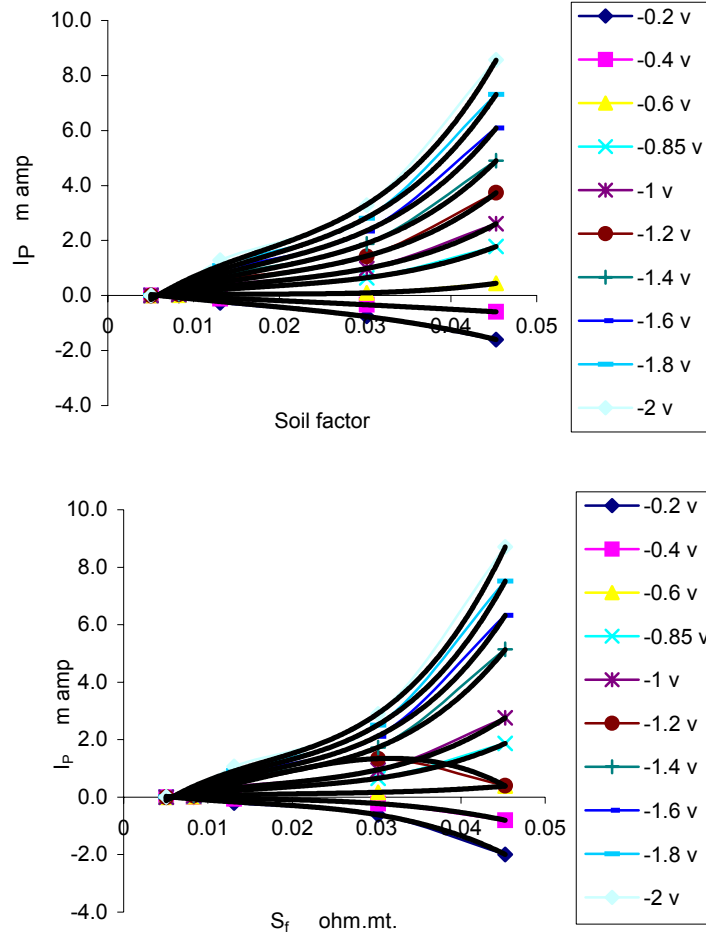 10.0
8.0
6.0
4.0
2.0
0.0
-2.0
-4.0
0 0.01 0.02 0.03 0.04 0.05
I_P m amp
Soil factor
-0.2 v
-0.4 v
-0.6 v
-0.85 v
-1 v
-1.2 v
-1.4 v
-1.6 v
-1.8 v
-2 v
10.0
8.0
6.0
4.0
2.0
0.0
-2.0
-4.0
0 0.01 0.02 0.03 0.04 0.05
I_P m amp
S_f ohm.mt.
-0.2 v
-0.4 v
-0.6 v
-0.85 v
-1 v
-1.2 v
-1.4 v
-1.6 v
-1.8 v
-2 v